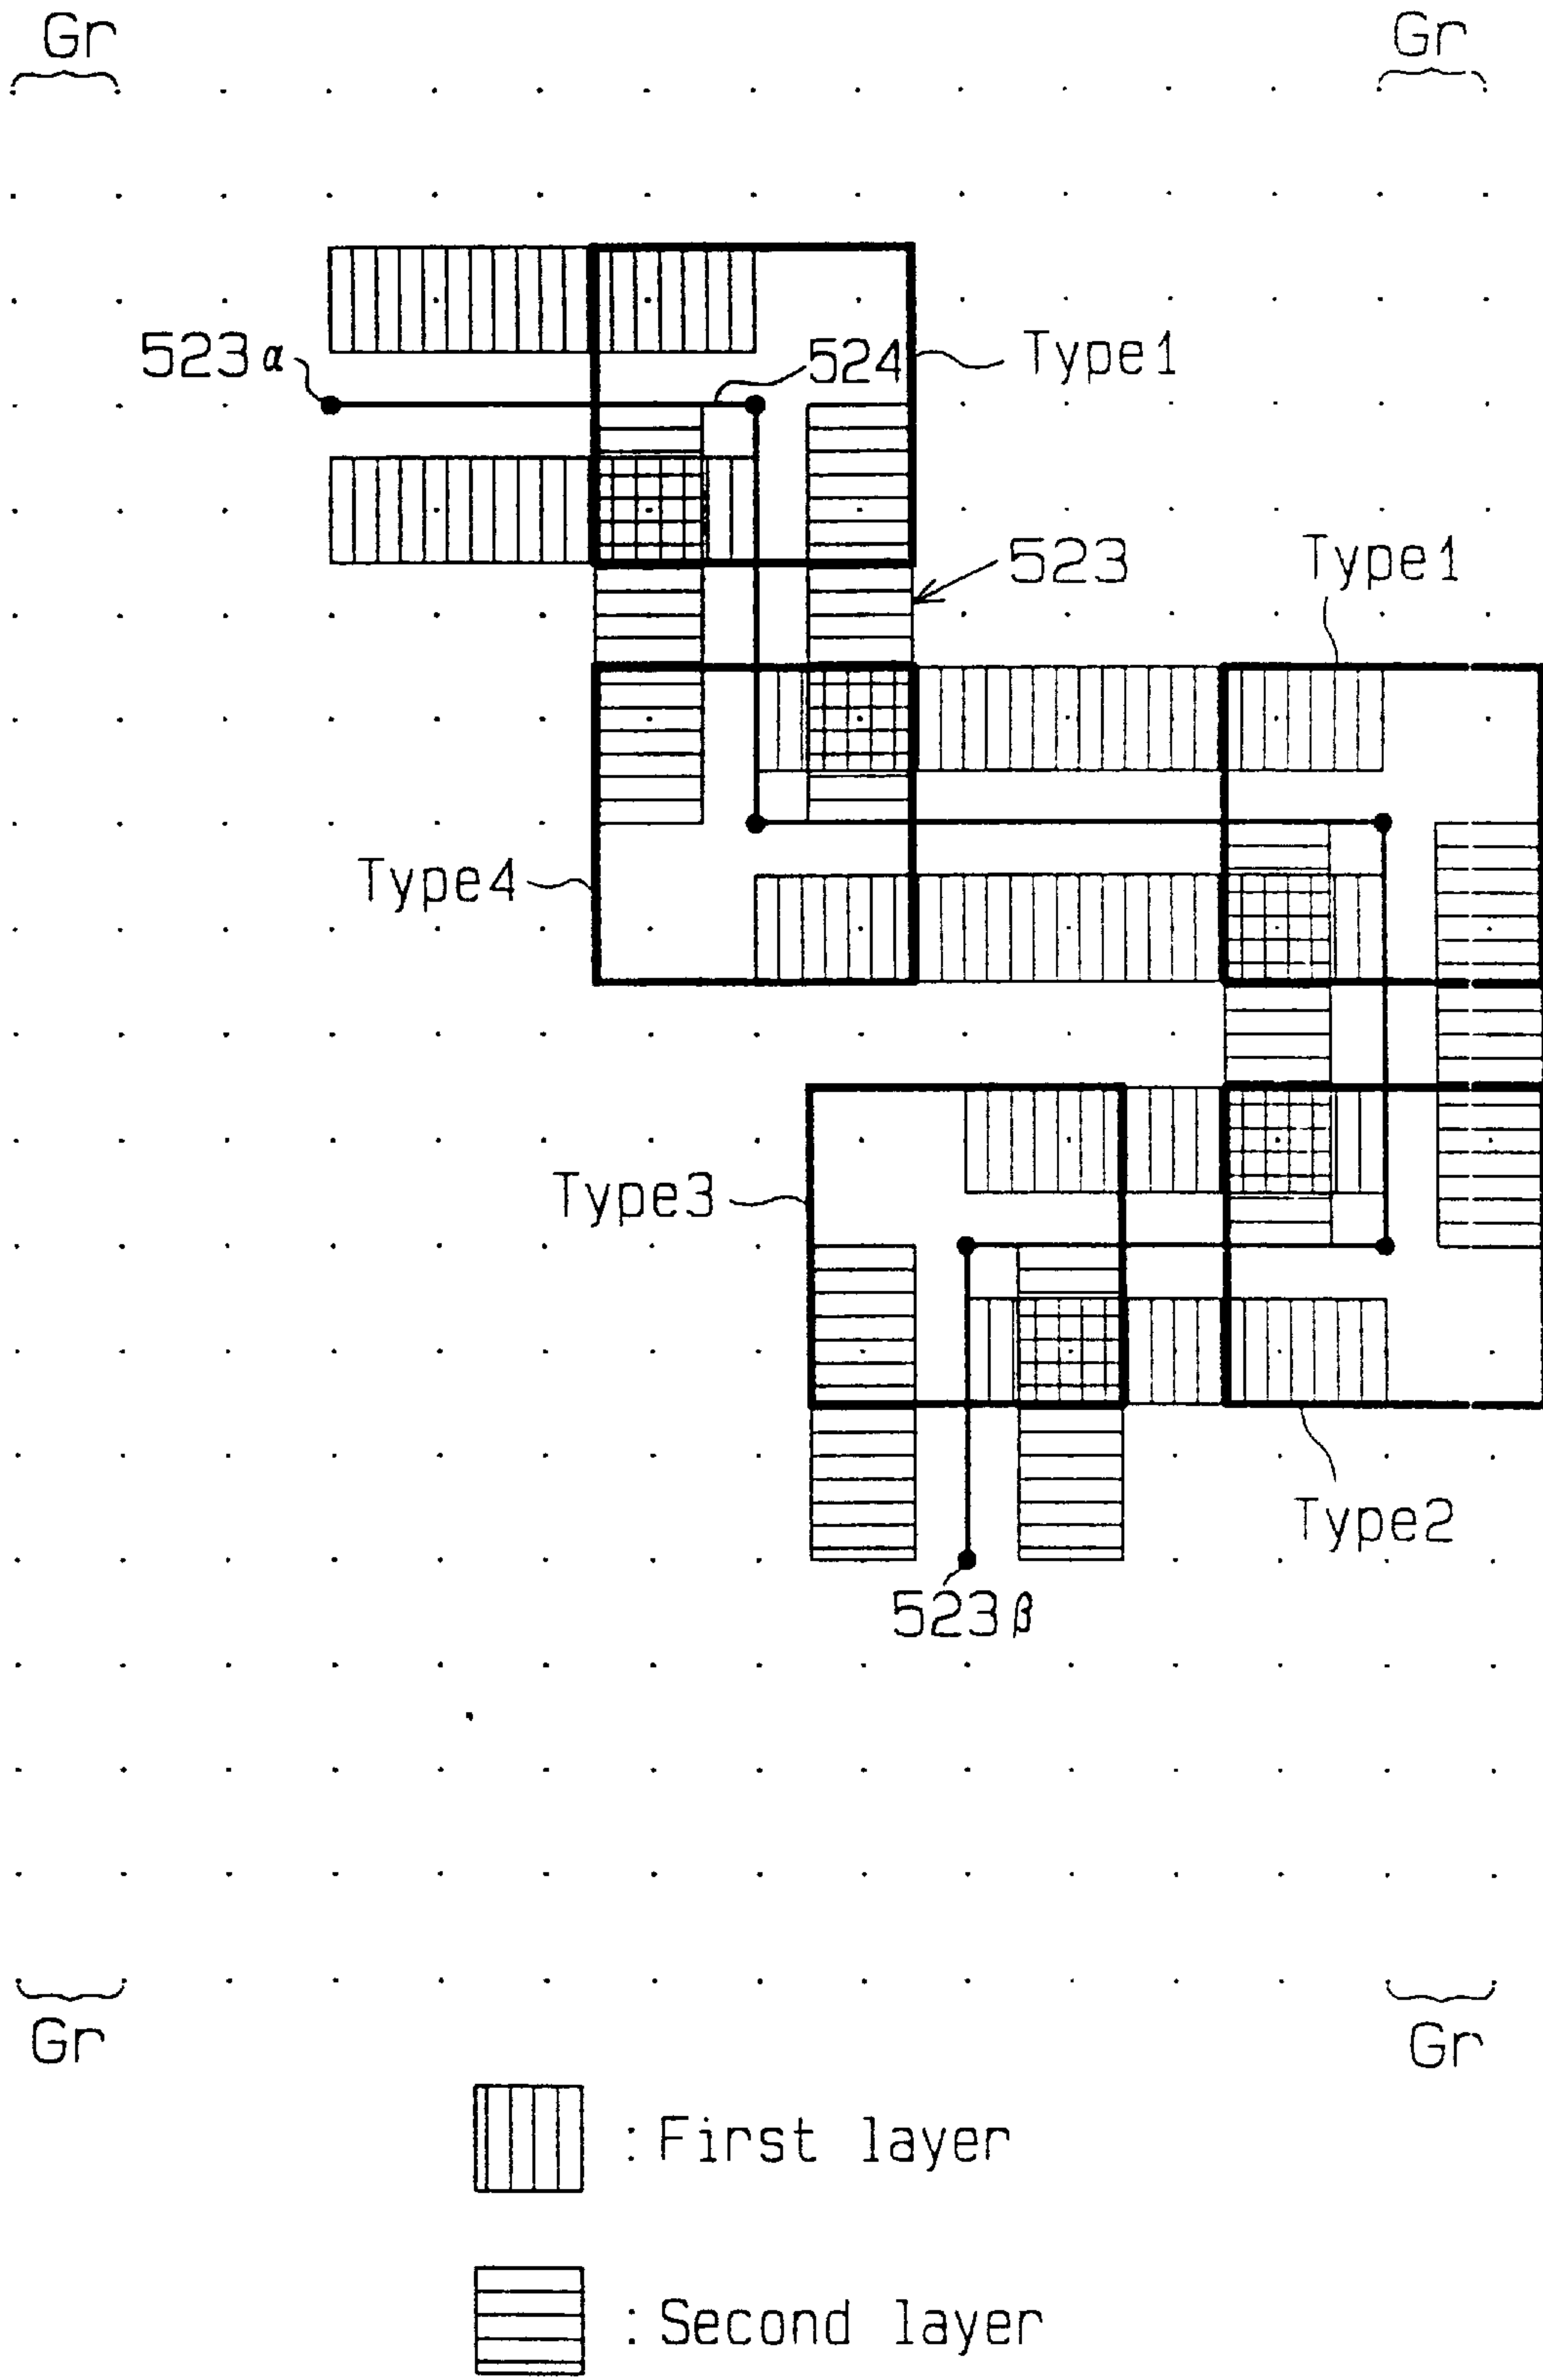 Gr
Gr
523α
524
Type1
523
Type1
Type4
Type3
Type2
523β
Gr
Gr
: First layer
: Second layer